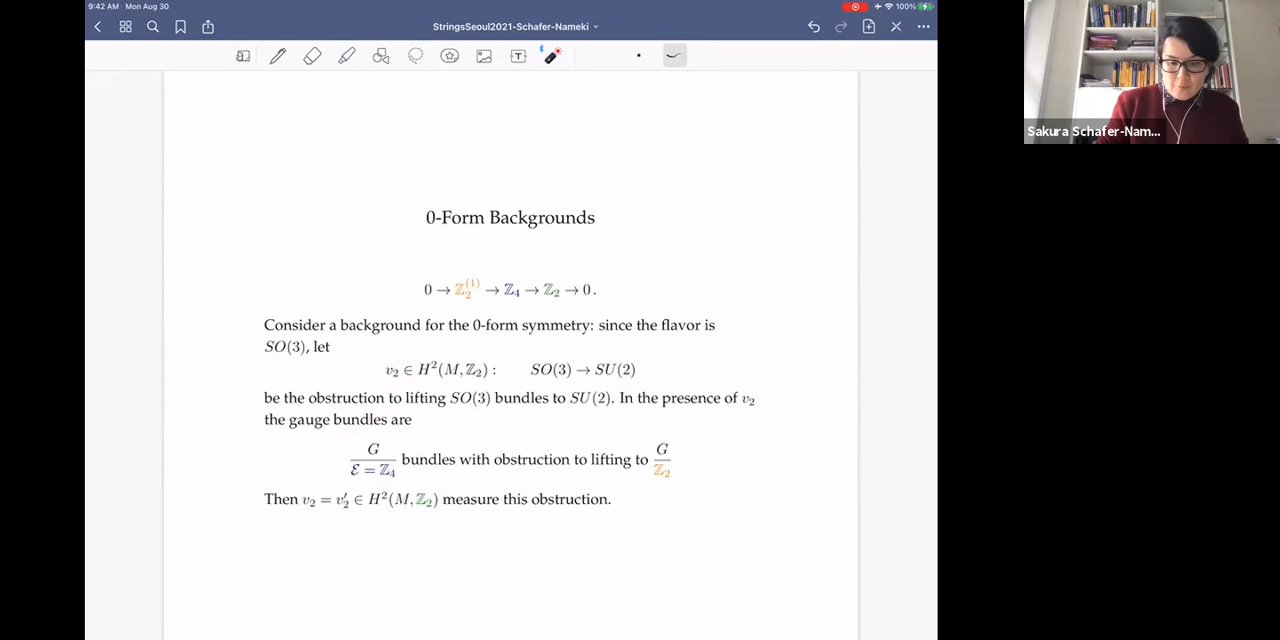 9:42 AM Mon Aug 30
100%
StringsSeoul2021-Schafer-Nameki
T
Sakura Schafer-Nam...
0-Form Backgrounds
0 → ℤ₂⁽¹⁾ → ℤ₄ → ℤ₂ → 0 .
Consider a background for the 0-form symmetry: since the flavor is
SO(3), let
v₂ ∈ H²(M, ℤ₂) : SO(3) → SU(2)
be the obstruction to lifting SO(3) bundles to SU(2). In the presence of v₂
the gauge bundles are
G / ℰ = ℤ₄ bundles with obstruction to lifting to G / ℤ₂
Then v₂ = v₂′ ∈ H²(M, ℤ₂) measure this obstruction.